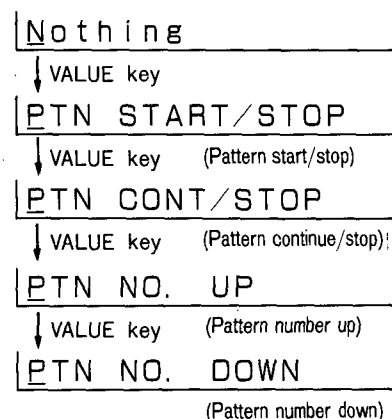 Nothing
VALUE key
PTN START/STOP
VALUE key (Pattern start/stop)
PTN CONT/STOP
VALUE key (Pattern continue/stop)
PTN NO. UP
VALUE key (Pattern number up)
PTN NO. DOWN
(Pattern number down)